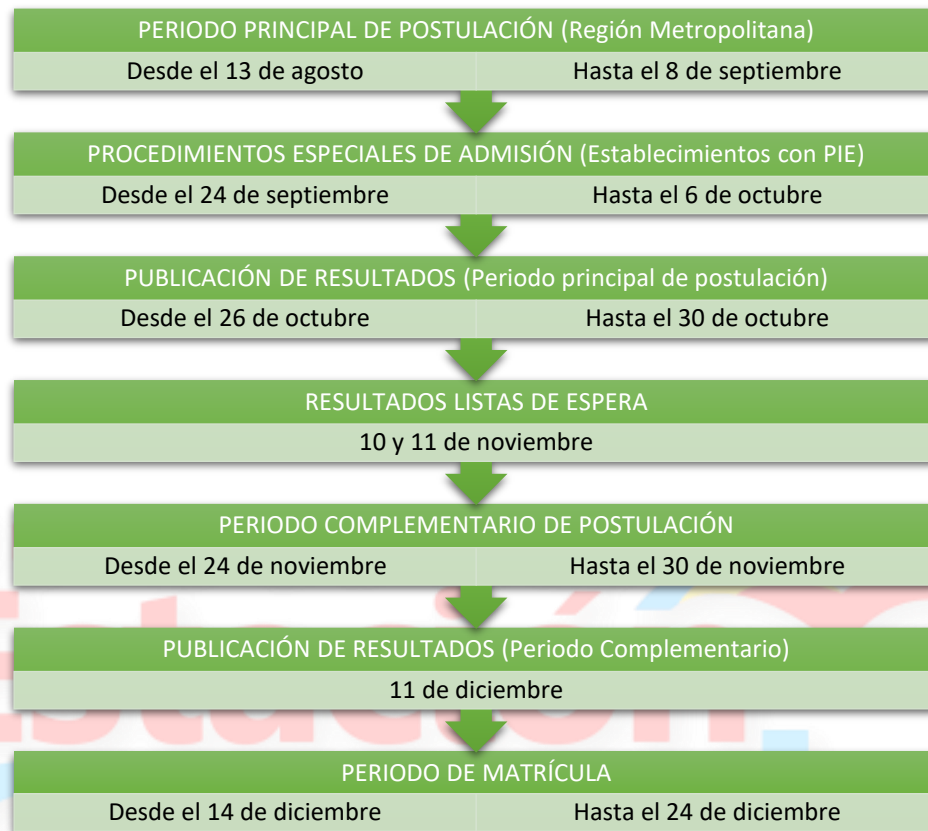 PERIODO PRINCIPAL DE POSTULACIÓN (Región Metropolitana)
Desde el 13 de agosto Hasta el 8 de septiembre
PROCEDIMIENTOS ESPECIALES DE ADMISIÓN (Establecimientos con PIE)
Desde el 24 de septiembre Hasta el 6 de octubre
PUBLICACIÓN DE RESULTADOS (Periodo principal de postulación)
Desde el 26 de octubre Hasta el 30 de octubre
RESULTADOS LISTAS DE ESPERA
10 y 11 de noviembre
PERIODO COMPLEMENTARIO DE POSTULACIÓN
Desde el 24 de noviembre Hasta el 30 de noviembre
PUBLICACIÓN DE RESULTADOS (Periodo Complementario)
11 de diciembre
Estación
PERIODO DE MATRÍCULA
Desde el 14 de diciembre Hasta el 24 de diciembre